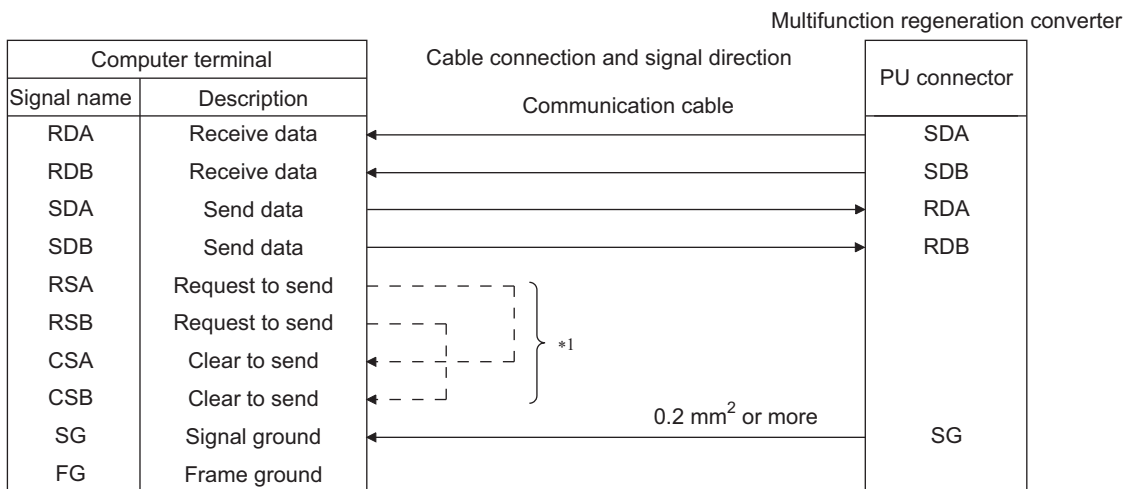 Multifunction regeneration converter
Computer terminal
Cable connection and signal direction
PU connector
Signal name Description
Communication cable
RDA Receive data SDA
RDB Receive data SDB
SDA Send data RDA
SDB Send data RDB
RSA Request to send
RSB Request to send
*1
CSA Clear to send
CSB Clear to send
0.2 mm² or more
SG Signal ground SG
FG Frame ground